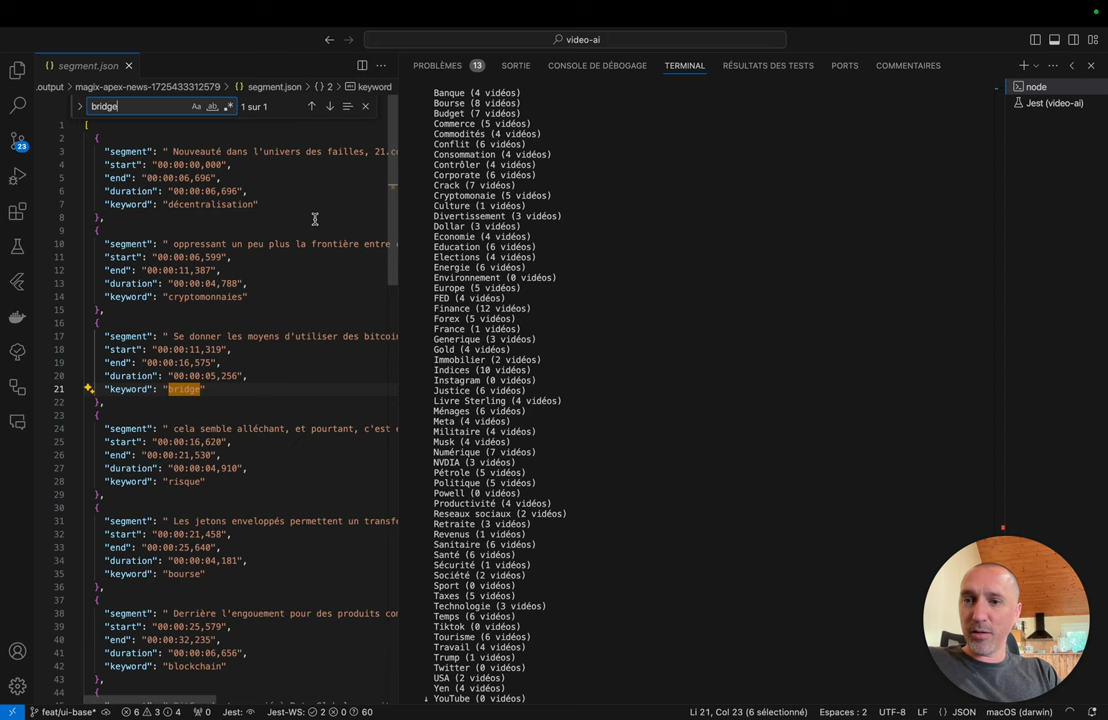 video-ai
segment.json
.output > magix-apex-news-1725433312579 > segment.json > {} 2 > keyword
bridge
Aa ab 1 sur 1
1 [
2 {
3 "segment": " Nouveauté dans l'univers des failles, 21.c
4 "start": "00:00:00,000",
5 "end": "00:00:06,696",
6 "duration": "00:00:06,696",
7 "keyword": "décentralisation"
8 },
9 {
10 "segment": " oppressant un peu plus la frontière entre
11 "start": "00:00:06,599",
12 "end": "00:00:11,387",
13 "duration": "00:00:04,788",
14 "keyword": "cryptomonnaies"
15 },
16 {
17 "segment": " Se donner les moyens d'utiliser des bitcoin
18 "start": "00:00:11,319",
19 "end": "00:00:16,575",
20 "duration": "00:00:05,256",
21 "keyword": "bridge"
22 },
23 {
24 "segment": " cela semble alléchant, et pourtant, c'est
25 "start": "00:00:16,620",
26 "end": "00:00:21,530",
27 "duration": "00:00:04,910",
28 "keyword": "risque"
29 },
30 {
31 "segment": " Les jetons enveloppés permettent un transf
32 "start": "00:00:21,458",
33 "end": "00:00:25,640",
34 "duration": "00:00:04,181",
35 "keyword": "bourse"
36 },
37 {
38 "segment": " Derrière l'engouement pour des produits com
39 "start": "00:00:25,579",
40 "end": "00:00:32,235",
41 "duration": "00:00:06,656",
42 "keyword": "blockchain"
43 },
44 {
PROBLÈMES 13 SORTIE CONSOLE DE DÉBOGAGE TERMINAL RÉSULTATS DES TESTS PORTS COMMENTAIRES
Banque (4 vidéos)
Bourse (8 vidéos)
Budget (7 vidéos)
Commerce (5 vidéos)
Commodités (4 vidéos)
Conflit (6 vidéos)
Consommation (4 vidéos)
Contrôler (4 vidéos)
Corporate (6 vidéos)
Crack (7 vidéos)
Cryptomonaie (5 vidéos)
Culture (1 vidéos)
Divertissement (3 vidéos)
Dollar (3 vidéos)
Economie (4 vidéos)
Education (6 vidéos)
Elections (4 vidéos)
Energie (6 vidéos)
Environnement (0 vidéos)
Europe (5 vidéos)
FED (4 vidéos)
Finance (12 vidéos)
Forex (5 vidéos)
France (1 vidéos)
Generique (3 vidéos)
Gold (4 vidéos)
Immobilier (2 vidéos)
Indices (10 vidéos)
Instagram (0 vidéos)
Justice (6 vidéos)
Livre Sterling (4 vidéos)
Ménages (6 vidéos)
Meta (4 vidéos)
Militaire (4 vidéos)
Musk (4 vidéos)
Numérique (7 vidéos)
NVDIA (3 vidéos)
Pétrole (5 vidéos)
Politique (5 vidéos)
Powell (0 vidéos)
Productivité (4 vidéos)
Reseaux sociaux (2 vidéos)
Retraite (3 vidéos)
Revenus (1 vidéos)
Sanitaire (6 vidéos)
Santé (6 vidéos)
Sécurité (1 vidéos)
Société (2 vidéos)
Sport (0 vidéos)
Taxes (5 vidéos)
Technologie (3 vidéos)
Temps (6 vidéos)
Tiktok (0 vidéos)
Tourisme (6 vidéos)
Travail (4 vidéos)
Trump (1 vidéos)
Twitter (0 vidéos)
USA (2 vidéos)
Yen (4 vidéos)
YouTube (0 vidéos)
node
Jest (video-ai)
23
feat/ui-base* 6 3 4 0 Jest: Jest-WS: 2 0 60 Li 21, Col 23 (6 sélectionné) Espaces : 2 UTF-8 LF {} JSON macOS (darwin)